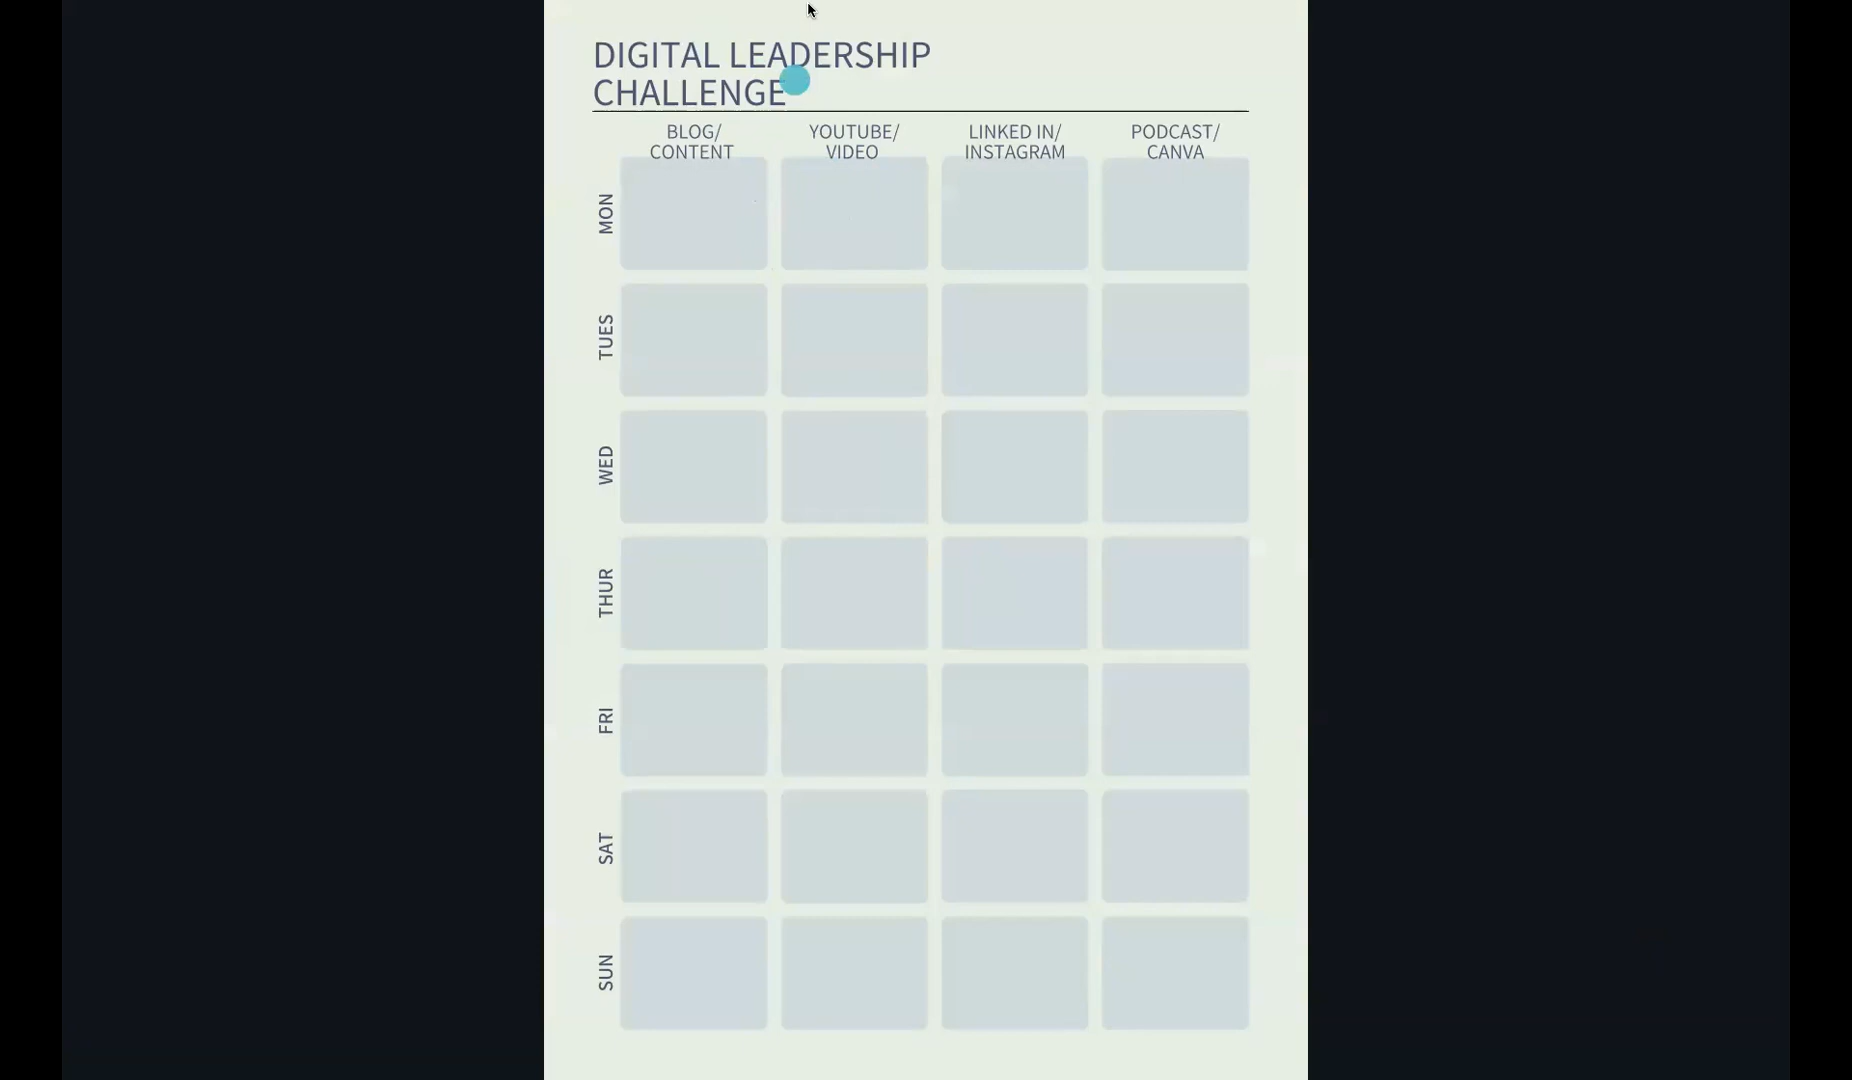 DIGITAL LEADERSHIP
CHALLENGE
BLOG/
CONTENT
YOUTUBE/
VIDEO
LINKED IN/
INSTAGRAM
PODCAST/
CANVA
MON
TUES
WED
THUR
FRI
SAT
SUN